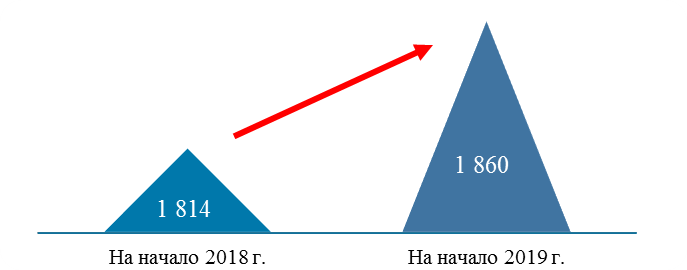 1 814
1 860
На начало 2018 г.
На начало 2019 г.